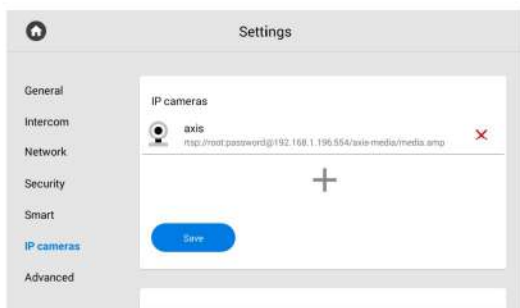 Settings
General
Intercom
Network
Security
Smart
IP cameras
Advanced
IP cameras
axis
rtsp://root:password@192.168.1.196:554/axis-media/media.amp
Save